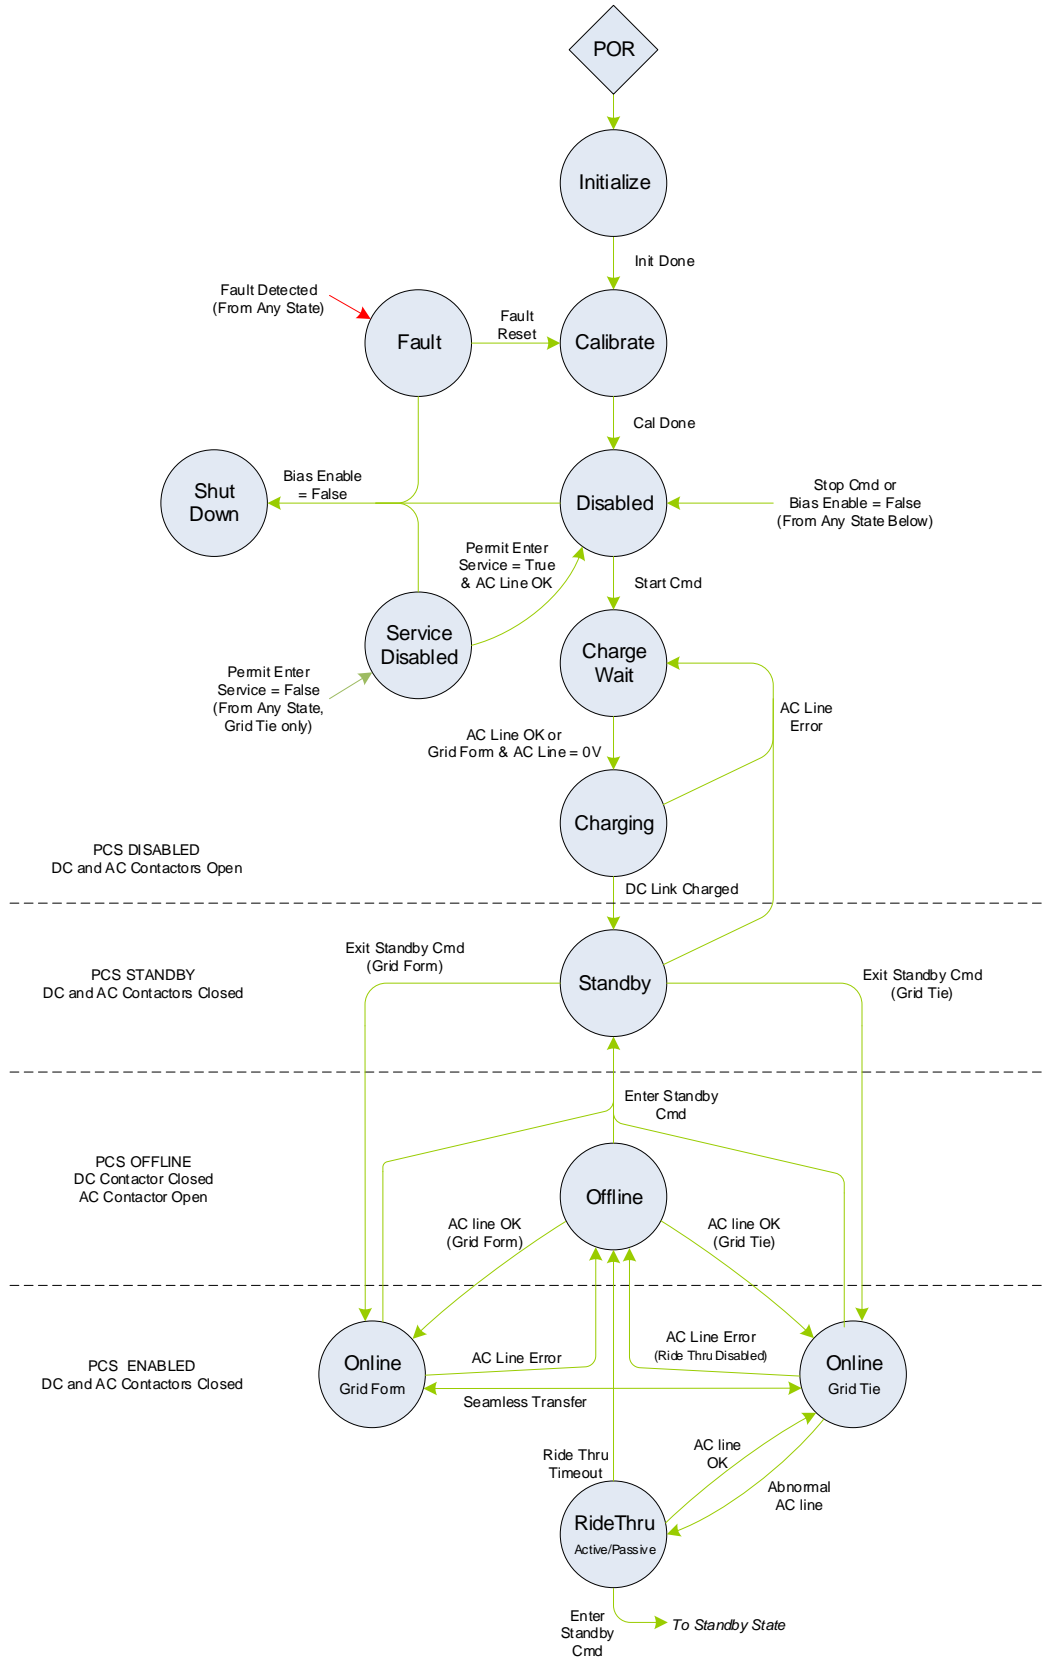 POR
Initialize
Init Done
Fault Detected
(From Any State)
Fault
Fault
Reset
Calibrate
Cal Done
Shut
Down
Bias Enable
= False
Disabled
Stop Cmd or
Bias Enable = False
(From Any State Below)
Permit Enter
Service = True
& AC Line OK
Start Cmd
Service
Disabled
Charge
Wait
Permit Enter
Service = False
(From Any State,
Grid Tie only)
AC Line
Error
AC Line OK or
Grid Form & AC Line = 0V
Charging
PCS DISABLED
DC and AC Contactors Open
DC Link Charged
Exit Standby Cmd
(Grid Form)
PCS STANDBY
DC and AC Contactors Closed
Standby
Exit Standby Cmd
(Grid Tie)
Enter Standby
Cmd
PCS OFFLINE
DC Contactor Closed
AC Contactor Open
Offline
AC line OK
(Grid Form)
AC line OK
(Grid Tie)
PCS  ENABLED
DC and AC Contactors Closed
Online
Grid Form
AC Line Error
AC Line Error
(Ride Thru Disabled)
Online
Grid Tie
Seamless Transfer
Ride Thru
Timeout
AC line
OK
Abnormal
AC line
RideThru
Active/Passive
Enter
Standby
Cmd
To Standby State